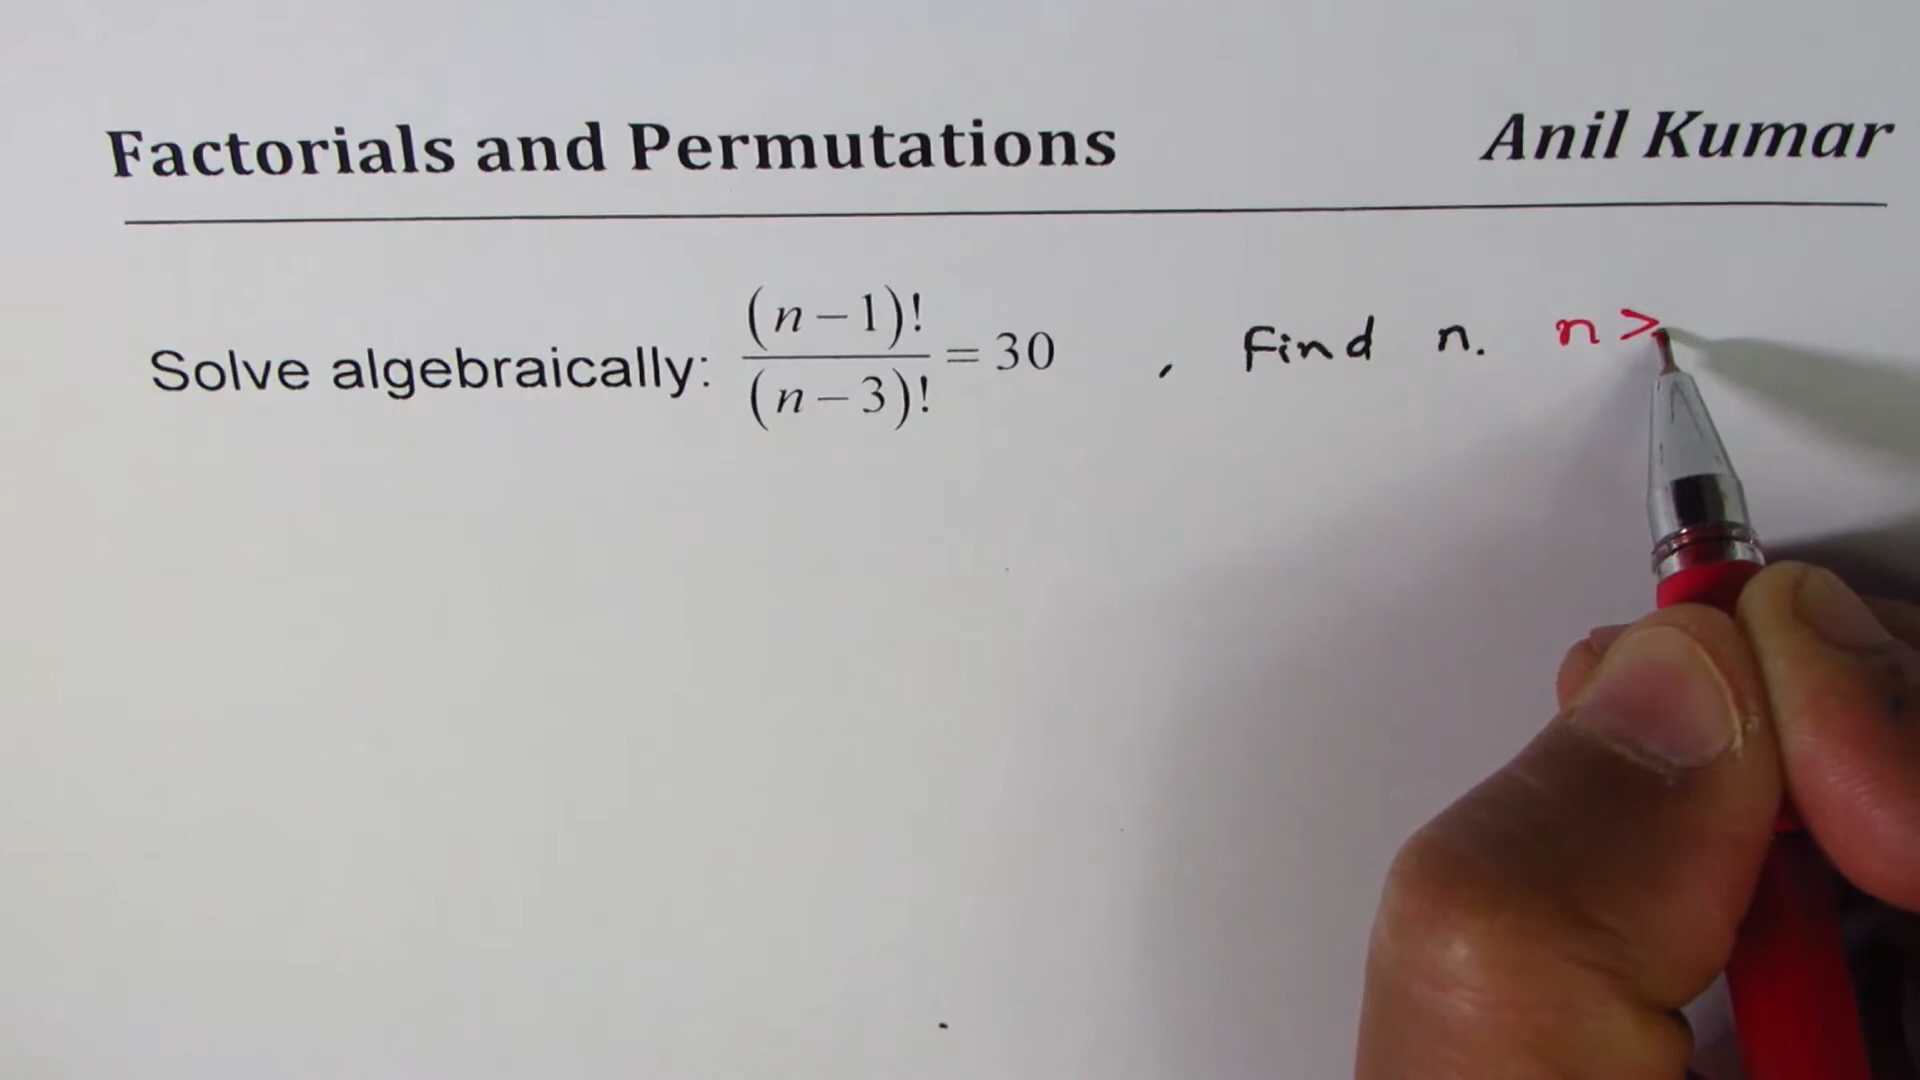 Factorials and Permutations Anil Kumar
Solve algebraically: (n-1)!/(n-3)! = 30 , Find n. n >